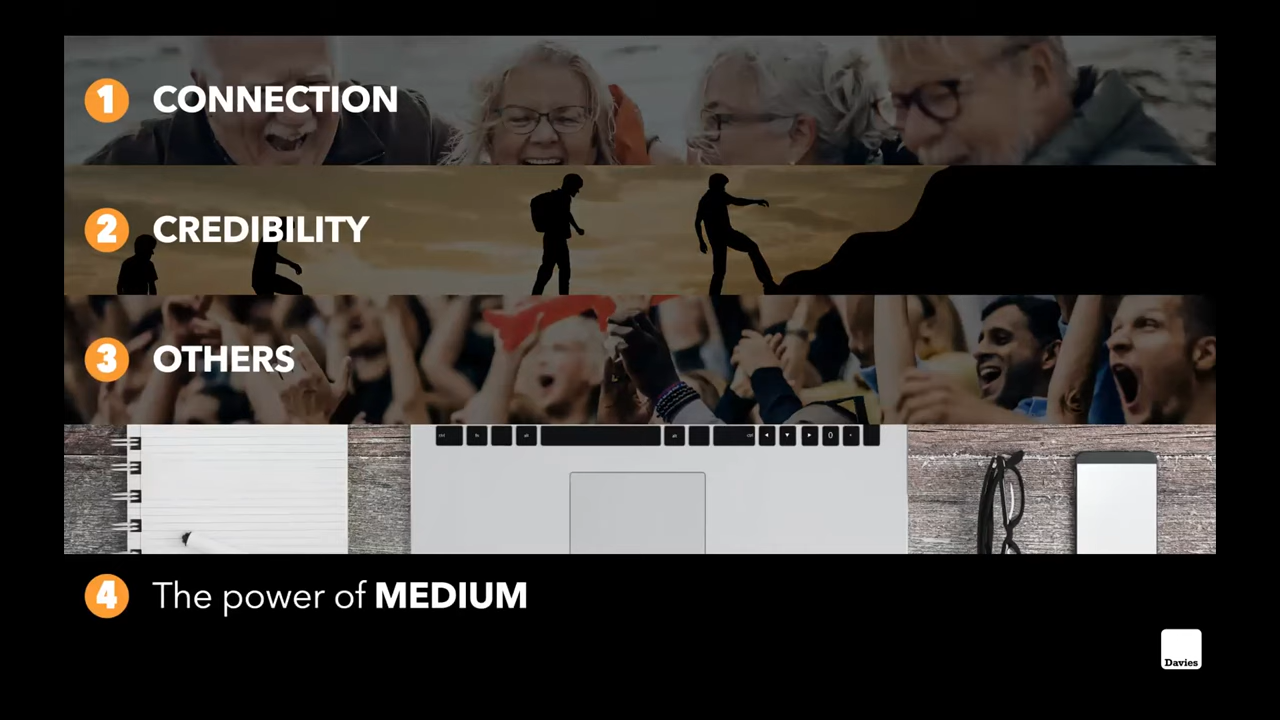 1 CONNECTION
2 CREDIBILITY
3 OTHERS
4 The power of MEDIUM
Davies